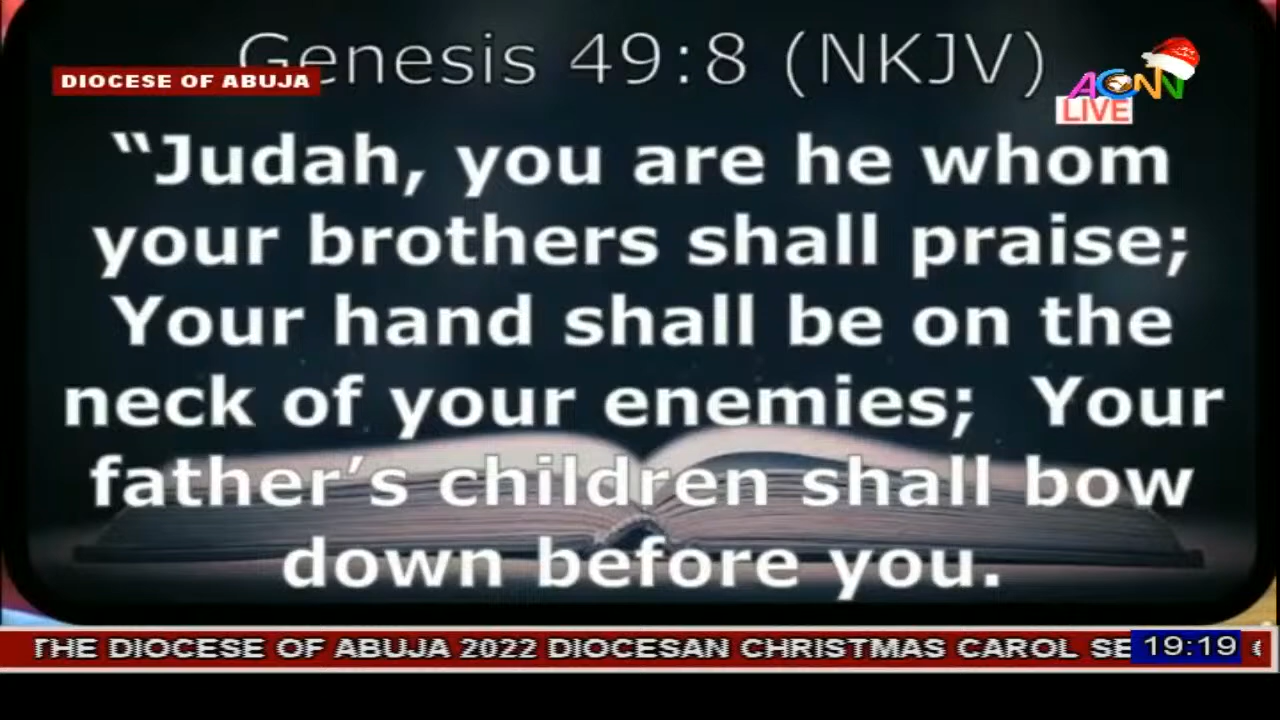 Genesis 49:8 (NKJV)
DIOCESE OF ABUJA
ACNN
LIVE
“Judah, you are he whom
your brothers shall praise;
Your hand shall be on the
neck of your enemies; Your
father’s children shall bow
down before you.
THE DIOCESE OF ABUJA 2022 DIOCESAN CHRISTMAS CAROL SE
19:19